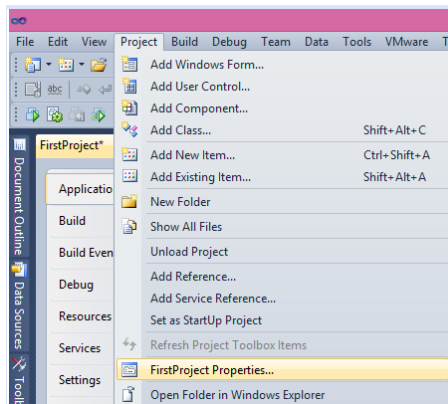 File Edit View Project Build Debug Team Data Tools VMware
Add Windows Form...
Add User Control...
Add Component...
Add Class... Shift+Alt+C
Add New Item... Ctrl+Shift+A
Add Existing Item... Shift+Alt+A
New Folder
Show All Files
Unload Project
Add Reference...
Add Service Reference...
Set as StartUp Project
Refresh Project Toolbox Items
FirstProject Properties...
Open Folder in Windows Explorer
abc
FirstProject*
Applicatio
Build
Build Even
Debug
Resources
Services
Settings
Document Outline
Data Sources
Toolb